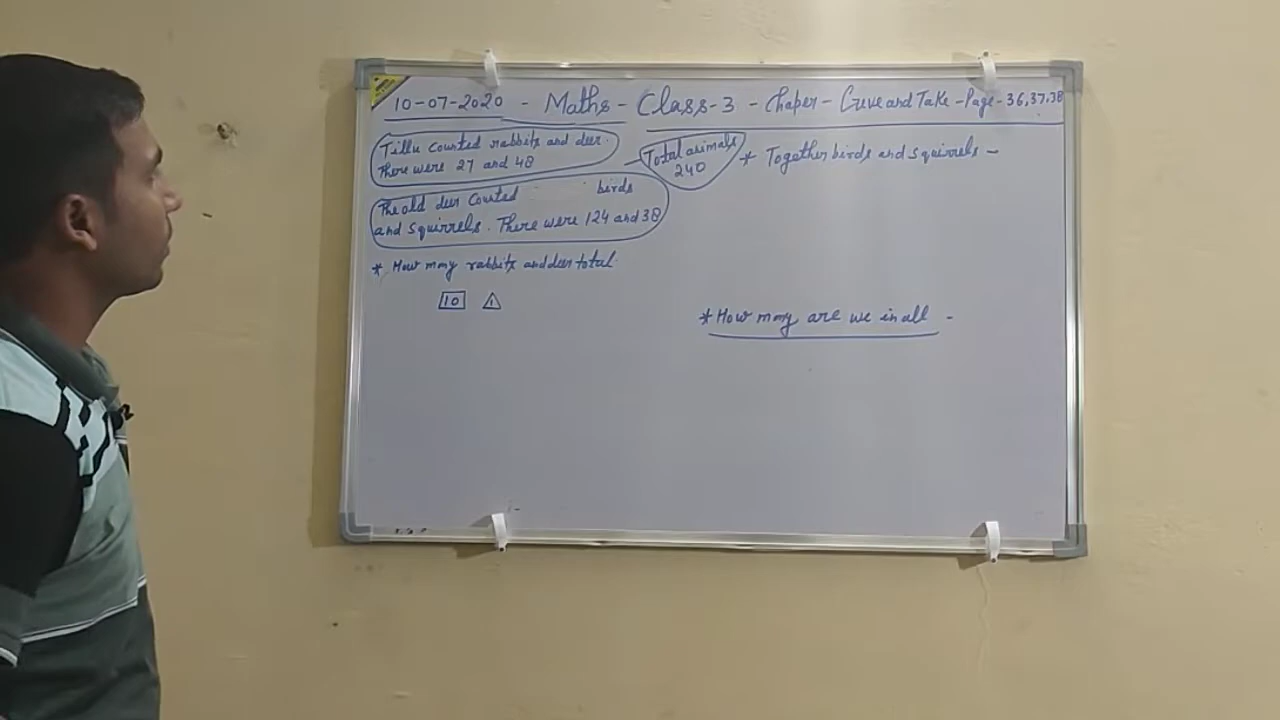 10-07-2020 - Maths - Class-3 - Chaper - Give and Take - Page - 36,37,38
Tillu counted rabbits and deer.
There were 27 and 48
The old deer Couted birds
and squirrels. There were 124 and 38
Total animals
240
* How many rabbits and deer total
10 1
* Together birds and squirrels -
* How many are we in all -